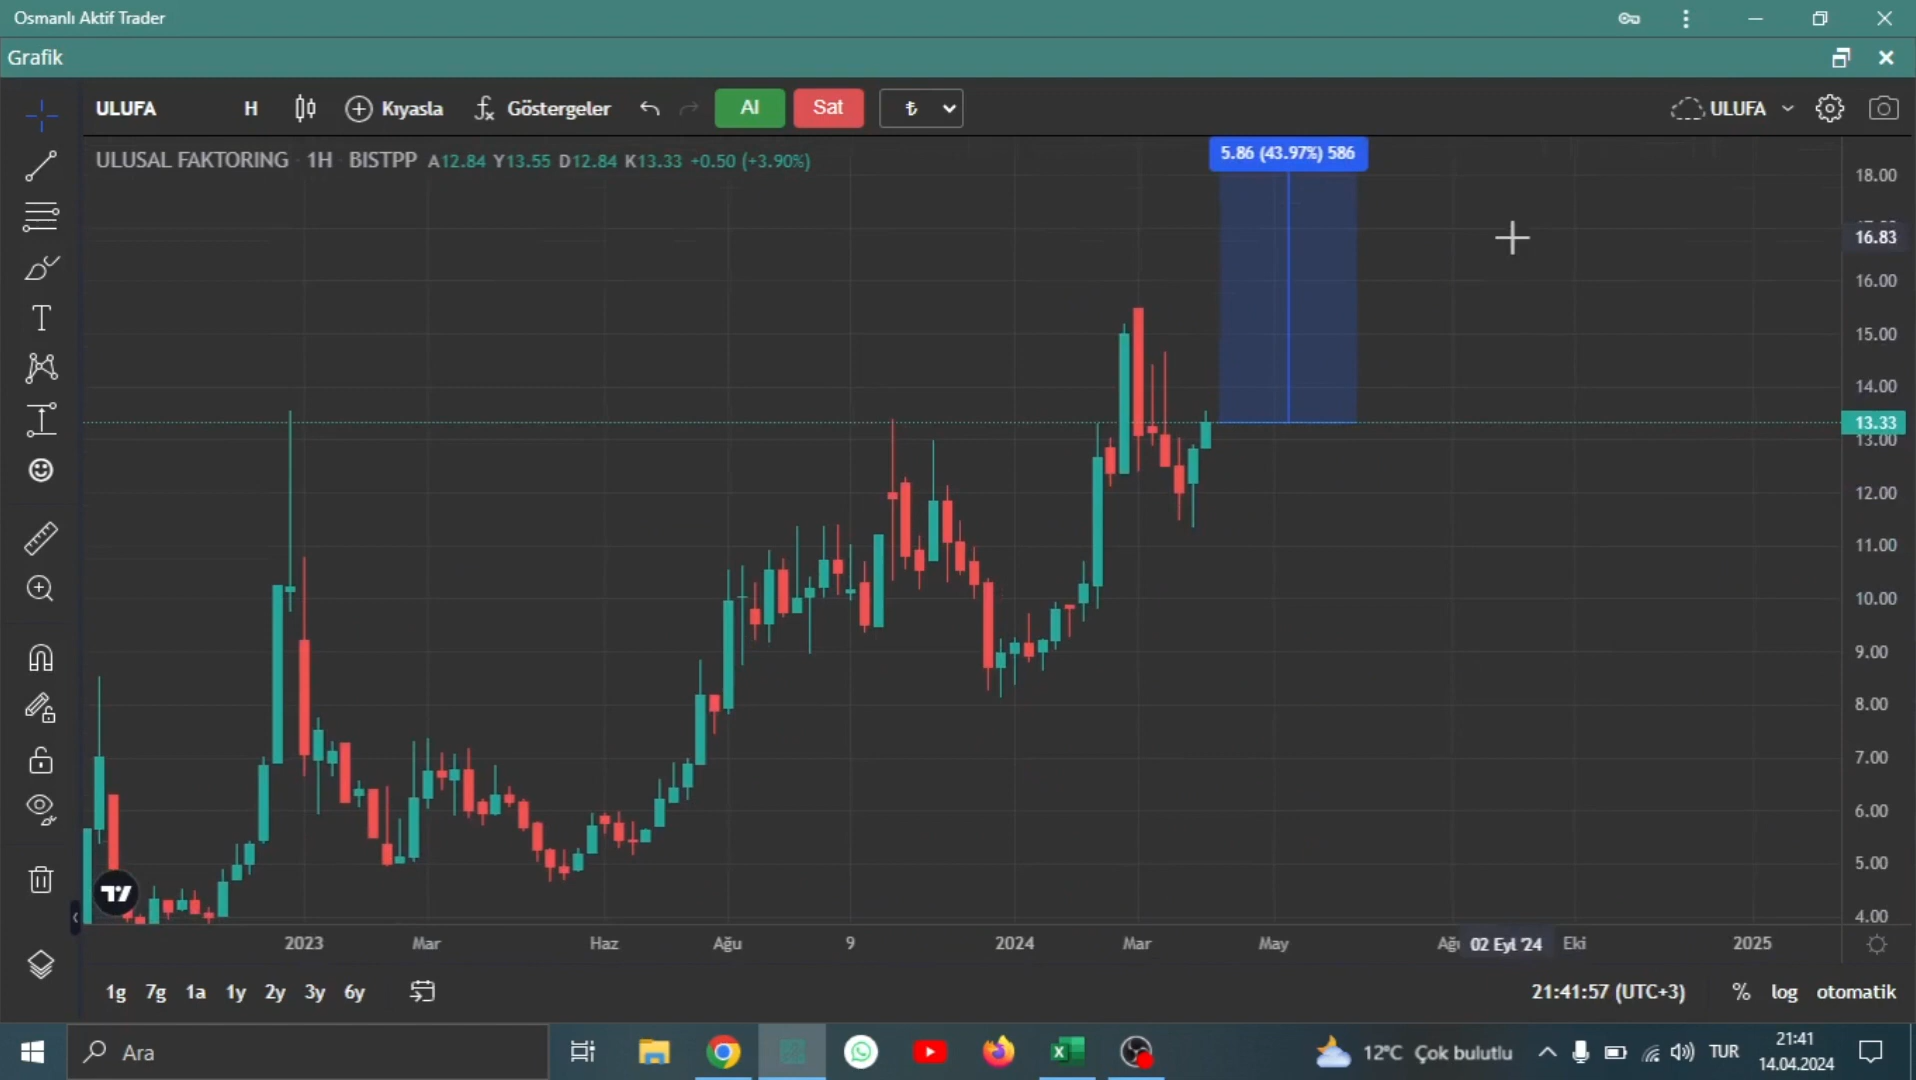 Osmanlı Aktif Trader
Grafik
ULUFA H Kıyasla Göstergeler Al Sat ₺ ULUFA
ULUSAL FAKTORING · 1H · BISTPP A12.84 Y13.55 D12.84 K13.33 +0.50 (+3.90%)
5.86 (43.97%) 586
18.00
16.83
16.00
15.00
14.00
13.33
13.00
12.00
11.00
10.00
9.00
8.00
7.00
6.00
5.00
4.00
2023 Mar Haz Ağu 9 2024 Mar May Ağu 02 Eyl '24 Eki 2025
1g 7g 1a 1y 2y 3y 6y 21:41:57 (UTC+3) % log otomatik
Ara 12°C Çok bulutlu TUR 21:41
14.04.2024